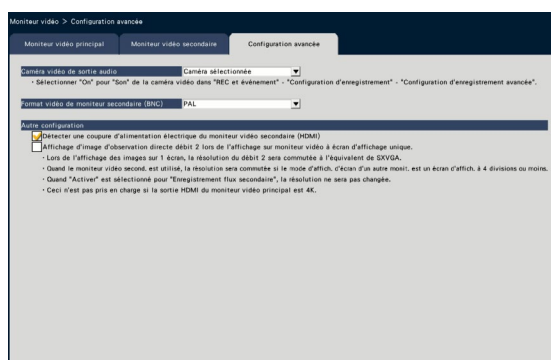 Moniteur vidéo > Configuration avancée
Moniteur vidéo principal
Moniteur vidéo secondaire
Configuration avancée
Caméra vidéo de sortie audio
Caméra sélectionnée
• Sélectionner "On" pour "Son" de la caméra vidéo dans "REC et événement" - "Configuration d'enregistrement" - "Configuration d'enregistrement avancée".
Format vidéo de moniteur secondaire (BNC)
PAL
Autre configuration
Détecter une coupure d'alimentation électrique du moniteur vidéo secondaire (HDMI)
Affichage d'image d'observation directe débit 2 lors de l'affichage sur moniteur vidéo à écran d'affichage unique.
• Lors de l'affichage des images sur 1 écran, la résolution du débit 2 sera commutée à l'équivalent de SXVGA.
• Quand le moniteur vidéo second. est utilisé, la résolution sera commutée si le mode d'affich. d'écran d'un autre monit. est un écran d'affich. à 4 divisions ou moins.
• Quand "Activer" est sélectionné pour "Enregistrement flux secondaire", la résolution ne sera pas changée.
• Ceci n'est pas pris en charge si la sortie HDMI du moniteur vidéo principal est 4K.